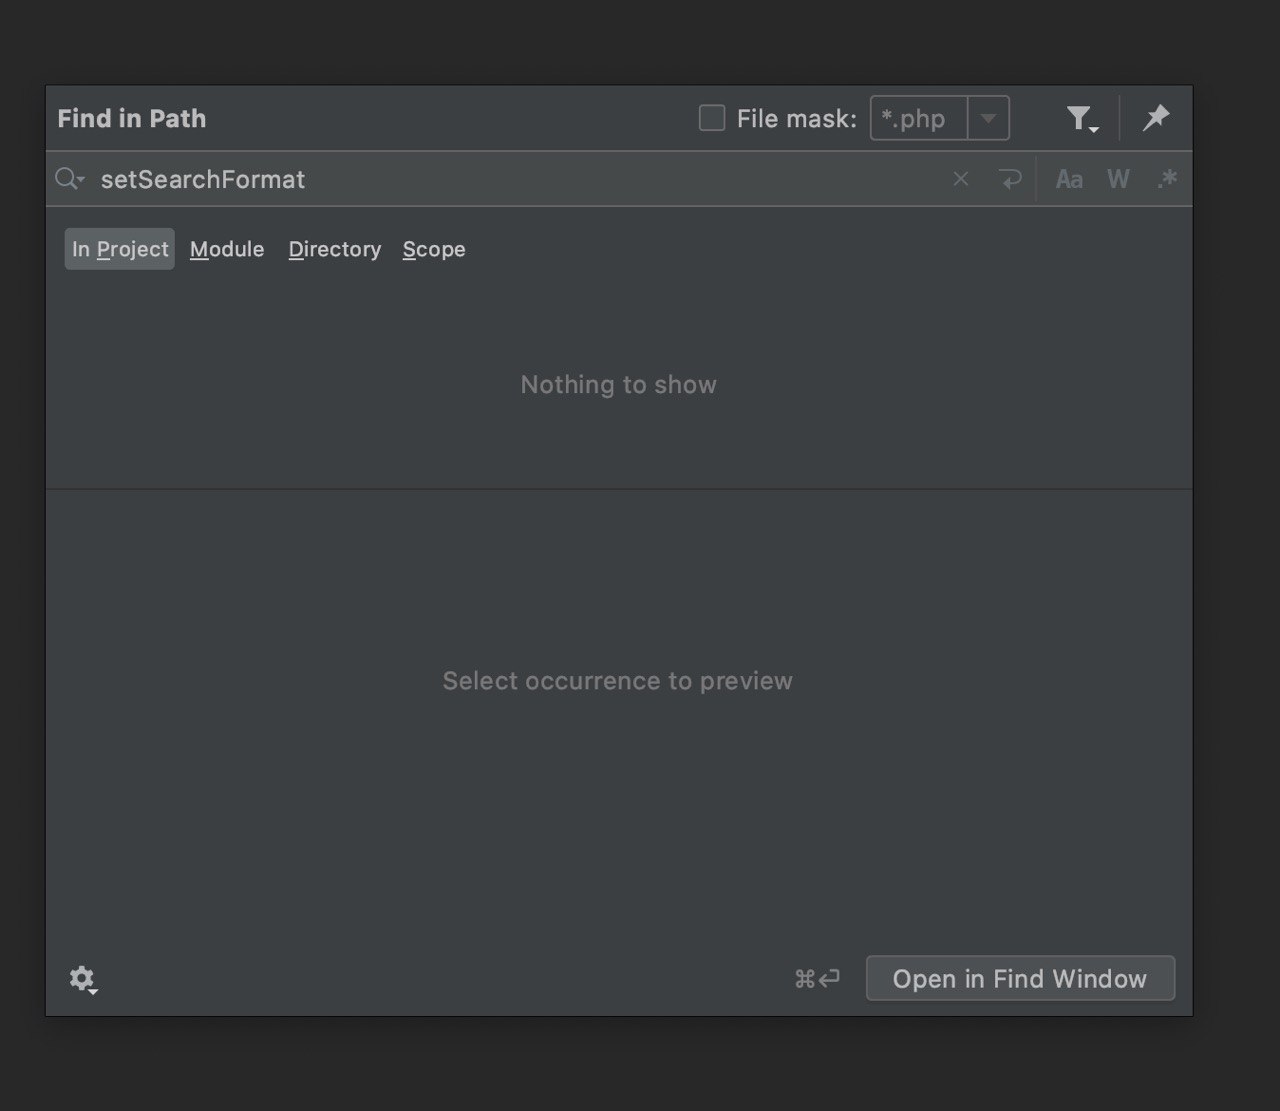 Find in Path File mask: *.php
setSearchFormat Aa W .*
In Project Module Directory Scope
Nothing to show
Select occurrence to preview
⌘↩ Open in Find Window